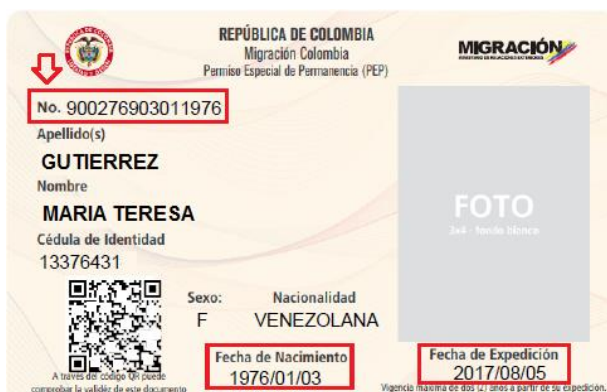 REPÚBLICA DE COLOMBIA
Migración Colombia
Permiso Especial de Permanencia (PEP)
MIGRACIÓN
No. 900276903011976
Apellido(s)
GUTIERREZ
Nombre
MARIA TERESA
Cédula de Identidad
13376431
FOTO
3x4 - fondo blanco
Sexo:
F
Nacionalidad
VENEZOLANA
A través del código QR puede
comprobar la validéz de este documento
Fecha de Nacimiento
1976/01/03
Fecha de Expedición
2017/08/05
Vigencia máxima de dos (2) años a partir de su expedición.